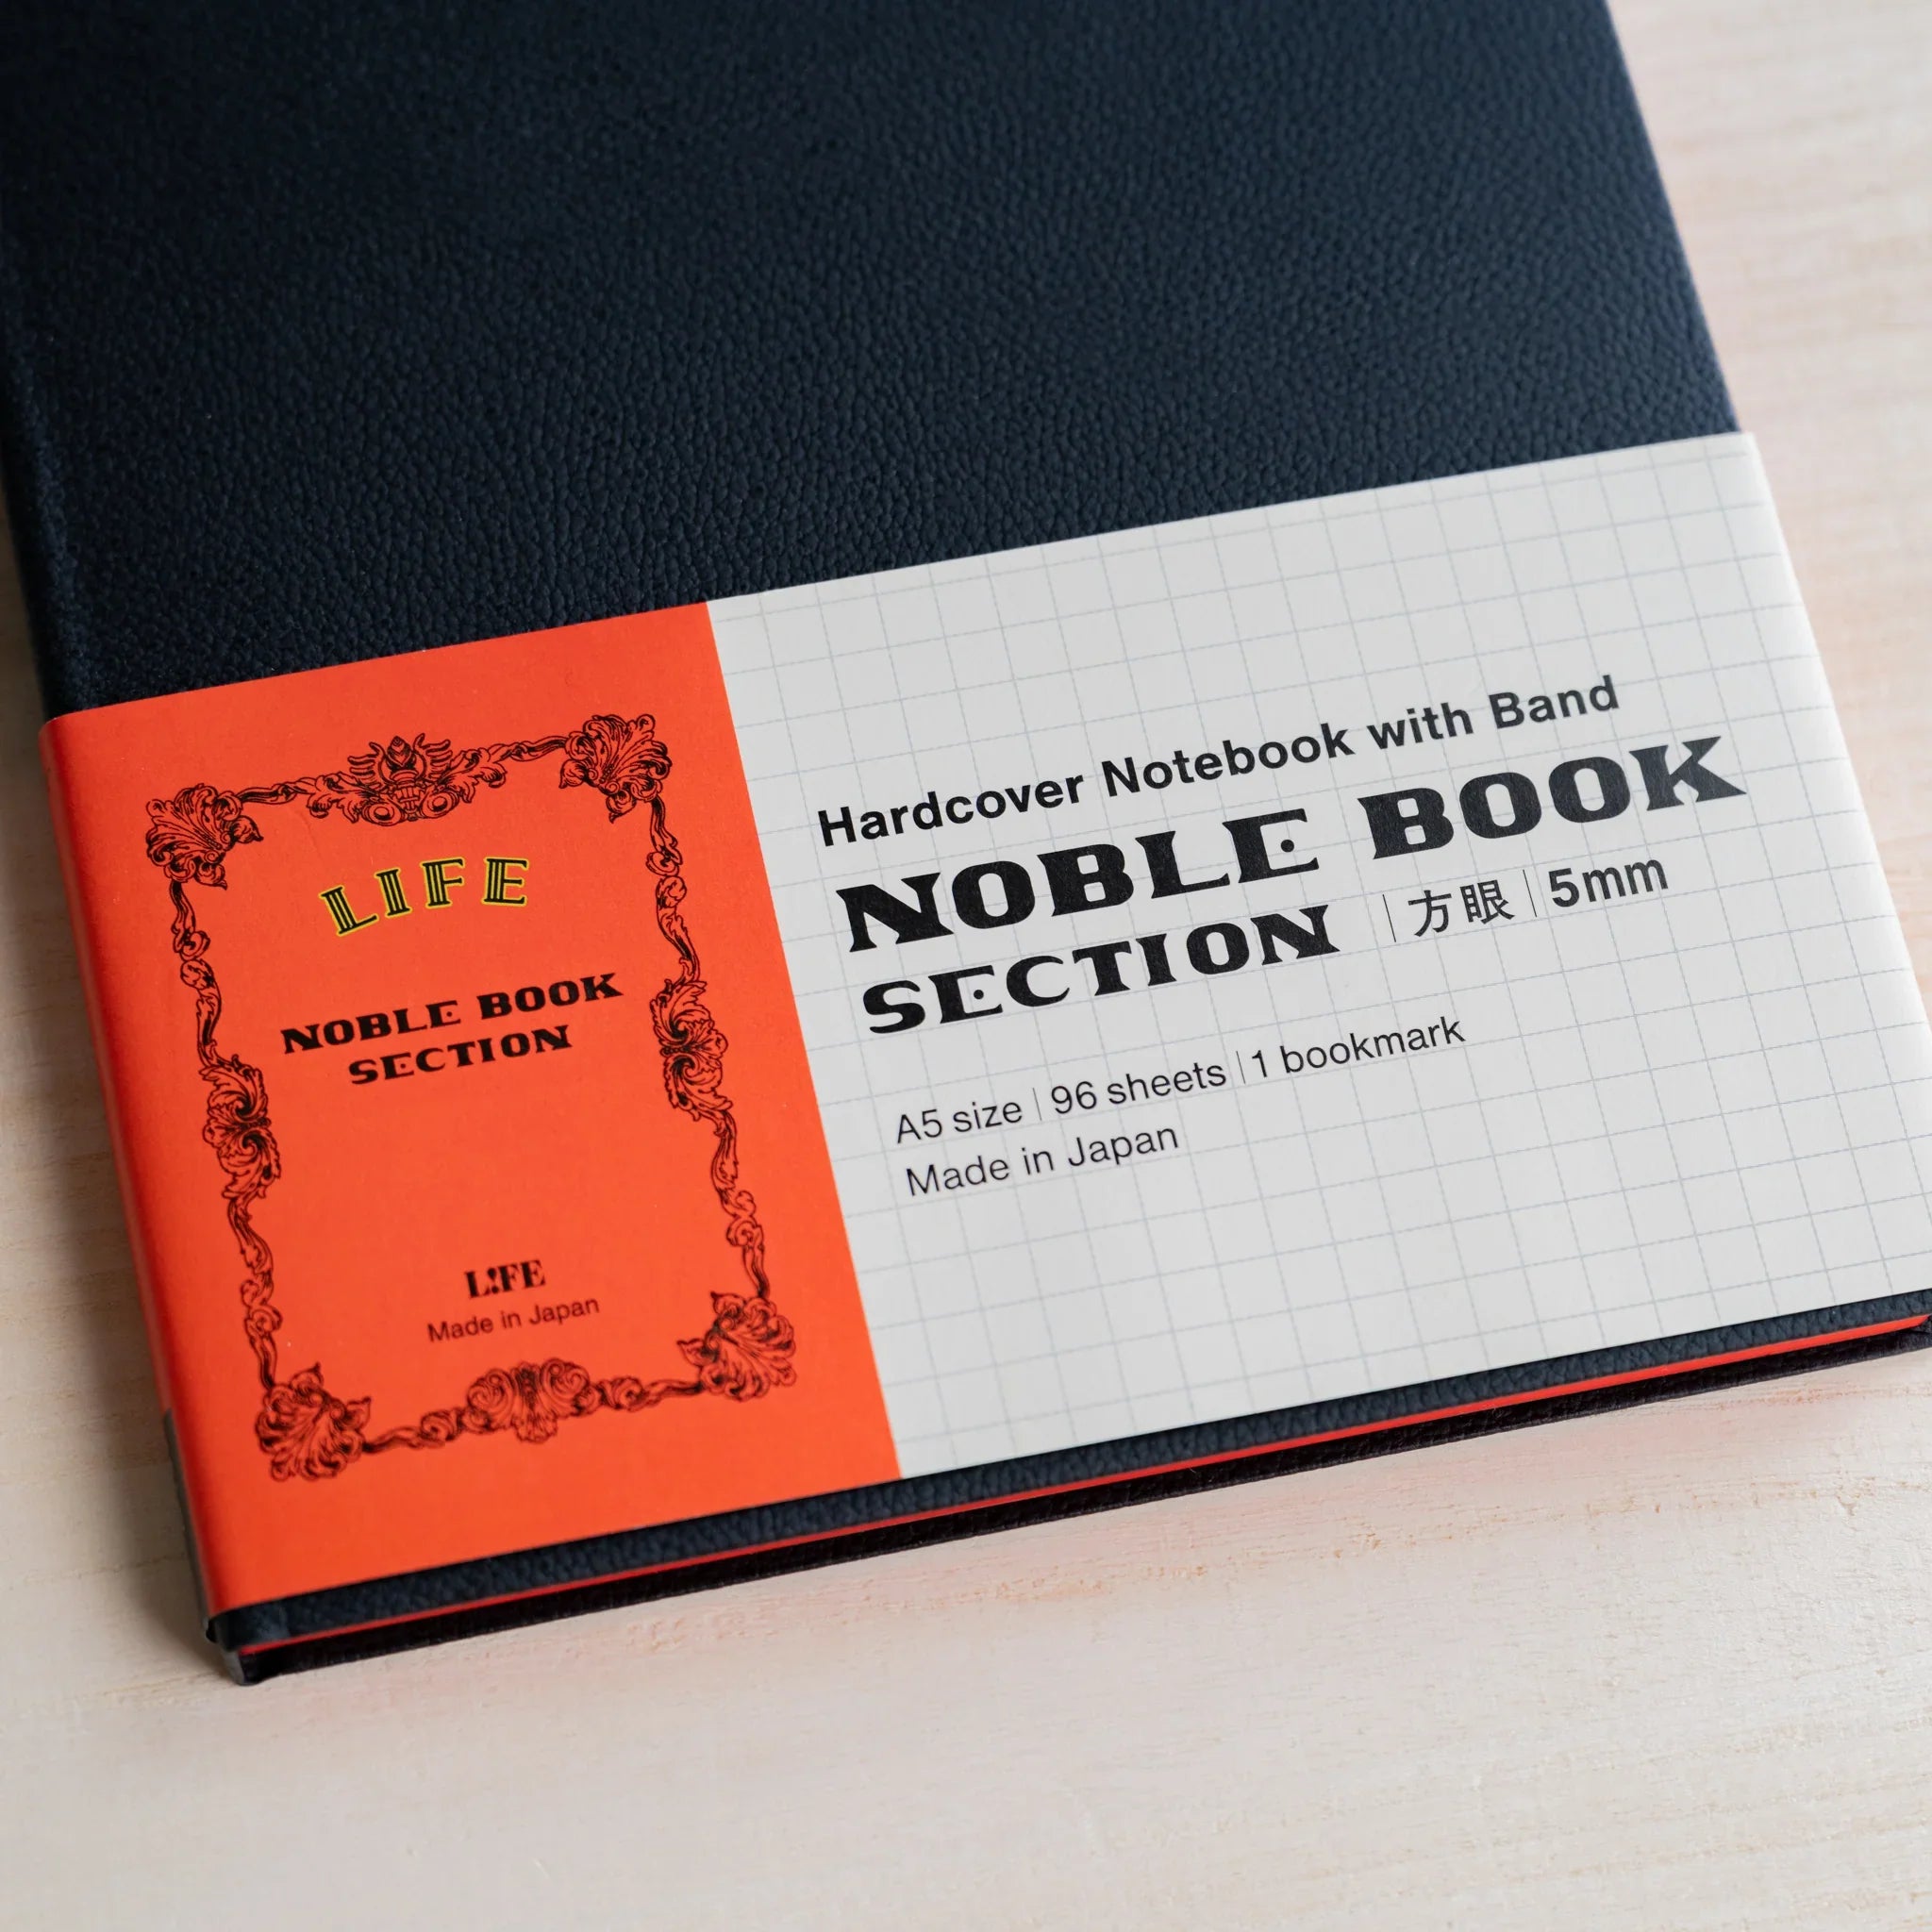 LIFE
NOBLE BOOK
SECTION
L!FE
Made in Japan
Hardcover Notebook with Band
NOBLE BOOK
SECTION | 方眼 | 5mm
A5 size | 96 sheets | 1 bookmark
Made in Japan